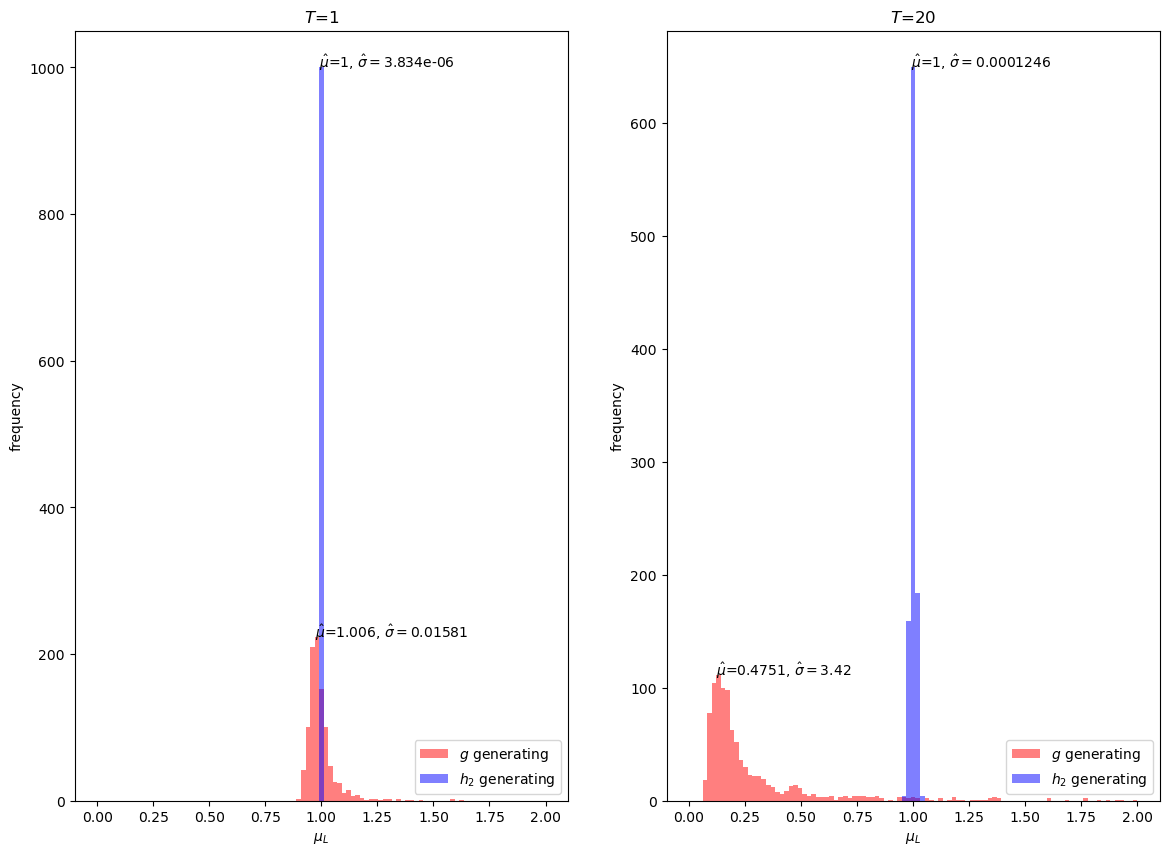 T=1
μ̂=1, σ̂ = 3.834e-06
μ̂=1.006, σ̂ = 0.01581
frequency
1000
800
600
400
200
0
0.00 0.25 0.50 0.75 1.00 1.25 1.50 1.75 2.00
μ_L
g generating
h₂ generating
T=20
μ̂=1, σ̂ = 0.0001246
μ̂=0.4751, σ̂ = 3.42
frequency
600
500
400
300
200
100
0
0.00 0.25 0.50 0.75 1.00 1.25 1.50 1.75 2.00
μ_L
g generating
h₂ generating